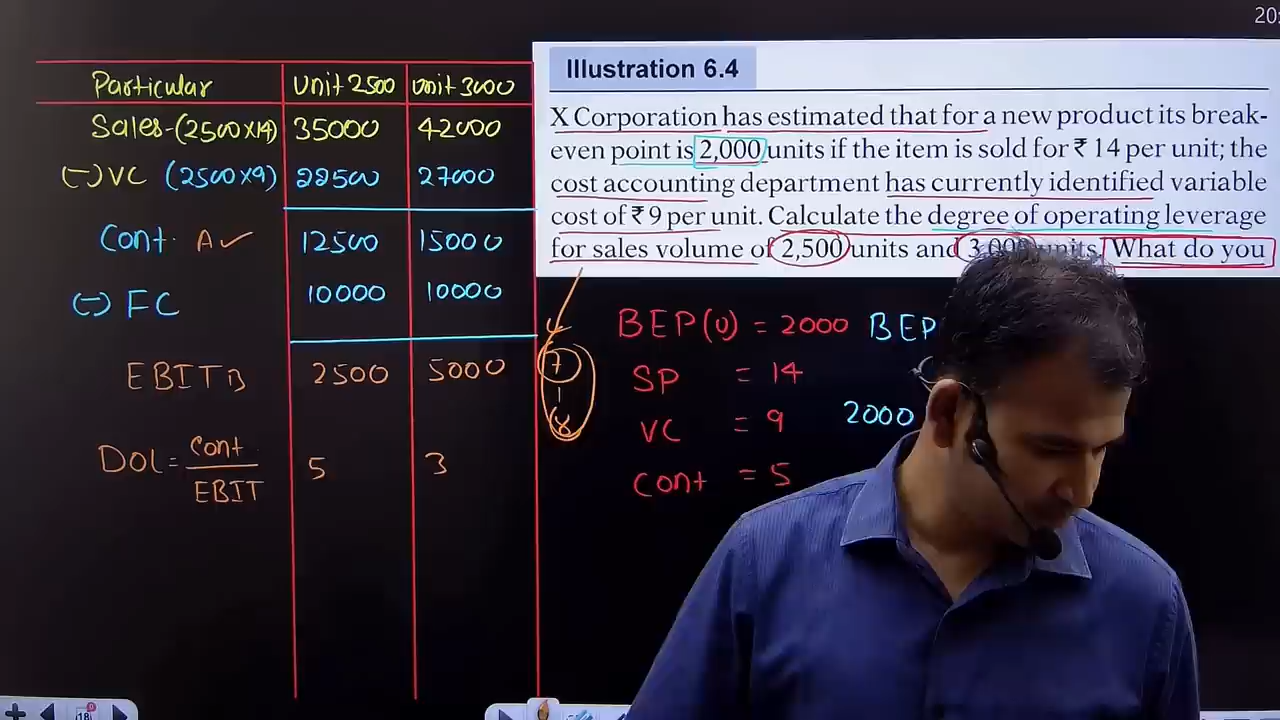 20:
Particular Unit 2500 Unit 3000
Sales-(2500×14) 35000 42000
(-) VC (2500×9) 22500 27000
Cont. A✓ 12500 15000
(-) FC 10000 10000
EBIT B 2500 5000
DOL = Cont / EBIT 5 3
Illustration 6.4
X Corporation has estimated that for a new product its break-
even point is 2,000 units if the item is sold for ₹ 14 per unit; the
cost accounting department has currently identified variable
cost of ₹ 9 per unit. Calculate the degree of operating leverage
for sales volume of 2,500 units and 3,000 units. What do you
BEP(U) = 2000 BEP
SP = 14
VC = 9 2000
Cont = 5
18